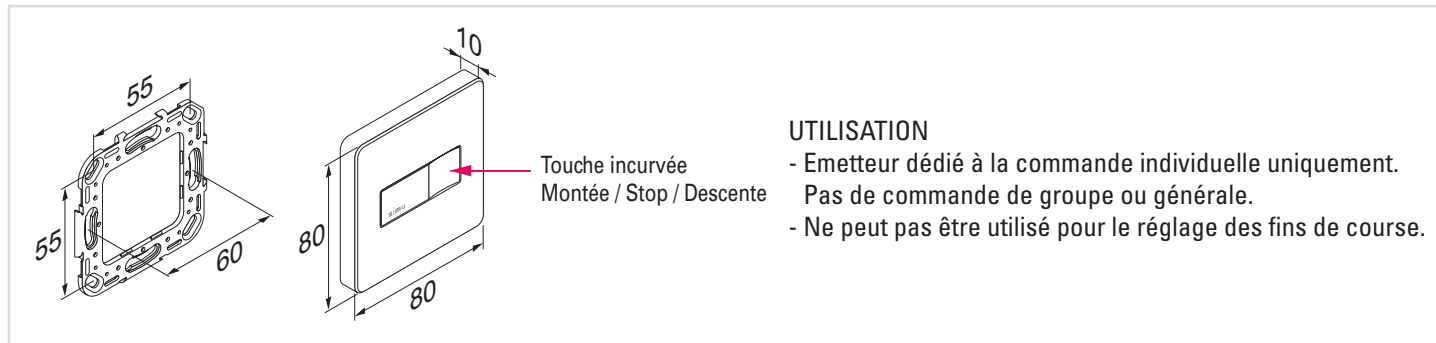 55
55
60
10
80
80
simu
Touche incurvée
Montée / Stop / Descente
UTILISATION
- Emetteur dédié à la commande individuelle uniquement.
Pas de commande de groupe ou générale.
- Ne peut pas être utilisé pour le réglage des fins de course.